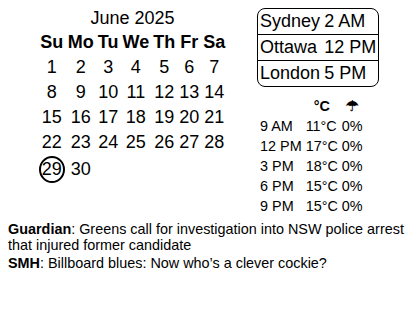 June 2025
Su Mo Tu We Th Fr Sa
1 2 3 4 5 6 7
8 9 10 11 12 13 14
15 16 17 18 19 20 21
22 23 24 25 26 27 28
29 30
Sydney 2 AM
Ottawa 12 PM
London 5 PM
°C ☂
9 AM 11°C 0%
12 PM 17°C 0%
3 PM 18°C 0%
6 PM 15°C 0%
9 PM 15°C 0%
Guardian: Greens call for investigation into NSW police arrest
that injured former candidate
SMH: Billboard blues: Now who’s a clever cockie?